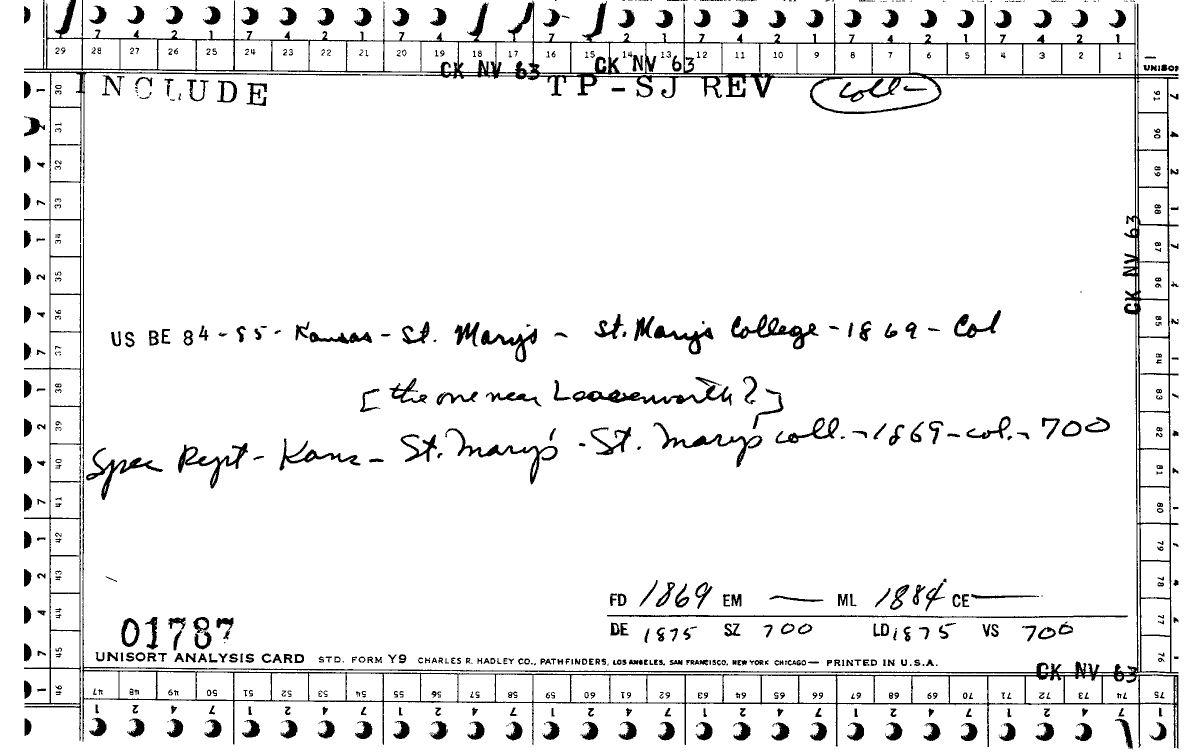 7 4 2 1 7 4 2 1 7 4 2 1 7 4 2 1 7 4 2 1 7 4 2 1 7 4 2 1
29 28 27 26 25 24 23 22 21 20 19 18 17 16 15 14 13 12 11 10 9 8 7 6 5 4 3 2 1
CK NV 63 CK NV 63 UNISOR
INCLUDE TP-SJ REV coll-
30 31 32 33 34 35 36 37 38 39 40 41 42 43 44 45 46
91 90 89 88 87 86 85 84 83 82 81 80 79 78 77 76 75
CK NV 63
US BE 84-85- Kansas - St. Mary's - St. Mary's College - 1869 - Col
[the one near Leavenworth?]
Spec Rept - Kans - St. Mary's - St. Mary's coll. - 1869 - col. - 700
FD 1869 EM — ML 1884 CE —
01787
DE 1875 SZ 700 LD 1875 VS 700
UNISORT ANALYSIS CARD STD. FORM Y9 CHARLES R. HADLEY CO., PATHFINDERS, LOS ANGELES, SAN FRANCISCO, NEW YORK CHICAGO — PRINTED IN U.S.A.
CK NV 63
47 48 49 50 51 52 53 54 55 56 57 58 59 60 61 62 63 64 65 66 67 68 69 70 71 72 73 74 75
1 2 4 7 1 2 4 7 1 2 4 7 1 2 4 7 1 2 4 7 1 2 4 7 1 2 4 7 1